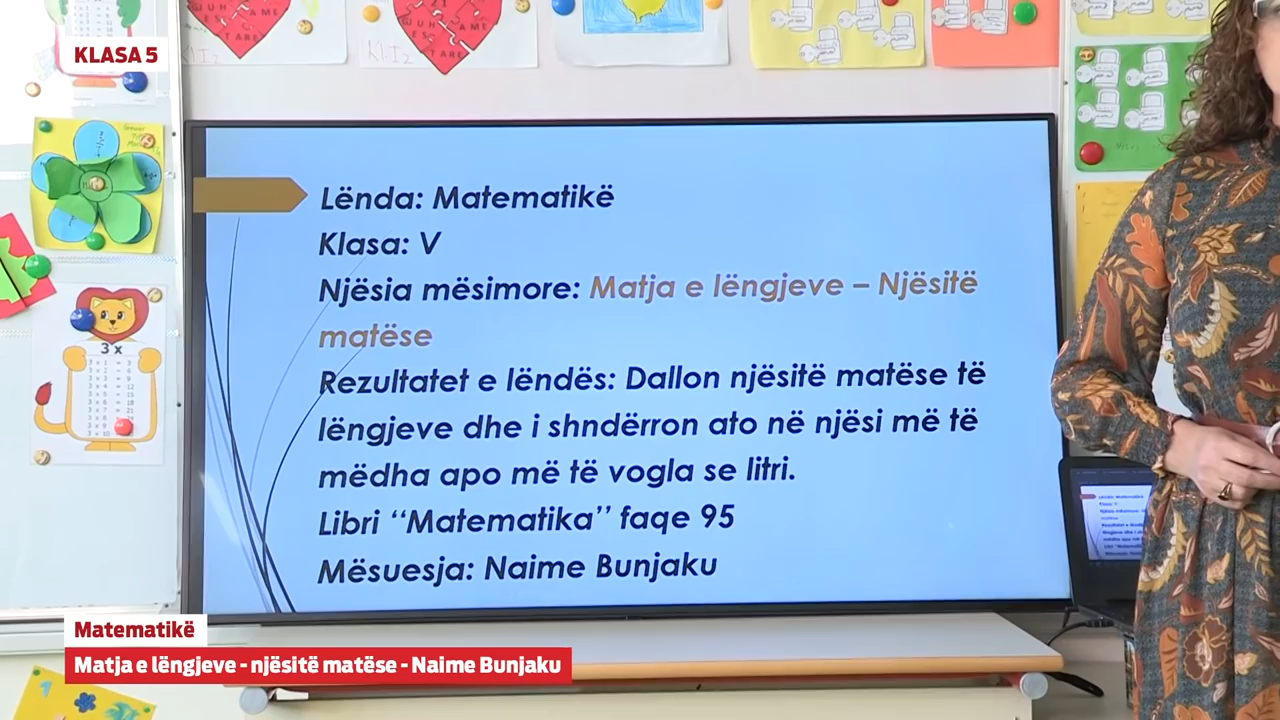 KLASA 5
Lënda: Matematikë
Klasa: V
Njësia mësimore: Matja e lëngjeve – Njësitë
matëse
Rezultatet e lëndës: Dallon njësitë matëse të
lëngjeve dhe i shndërron ato në njësi më të
mëdha apo më të vogla se litri.
Libri “Matematika” faqe 95
Mësuesja: Naime Bunjaku
3 x
Matematikë
Matja e lëngjeve - njësitë matëse - Naime Bunjaku